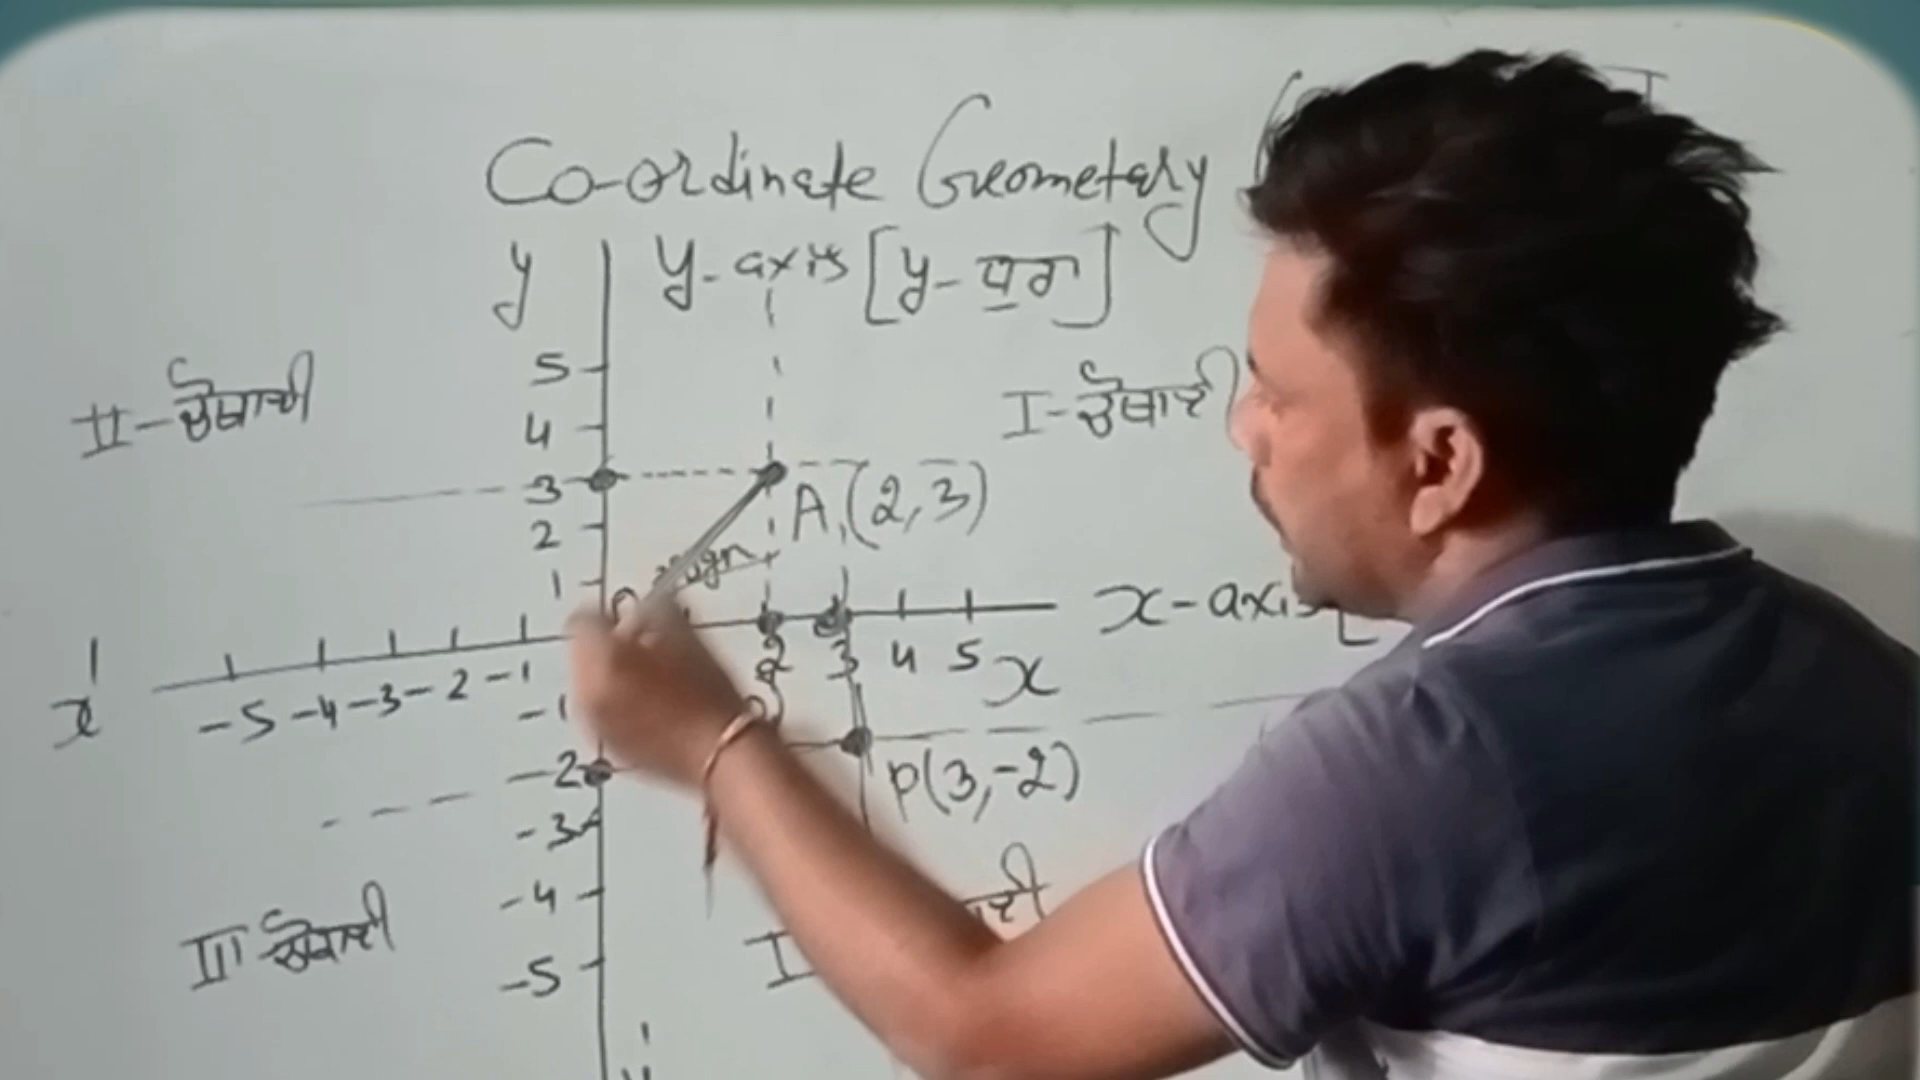 Co-ordinate Geometary
y y-axis [y-ਧੁਰਾ]
5
II-ਚੌਥਾਈ I-ਚੌਥਾਈ
4
3
A(2,3)
2
1
x-axis [
2 3 4 5 x
x' -5 -4 -3 -2 -1
-1
-2
P(3,-2)
-3
-4
III-ਚੌਥਾਈ
-5